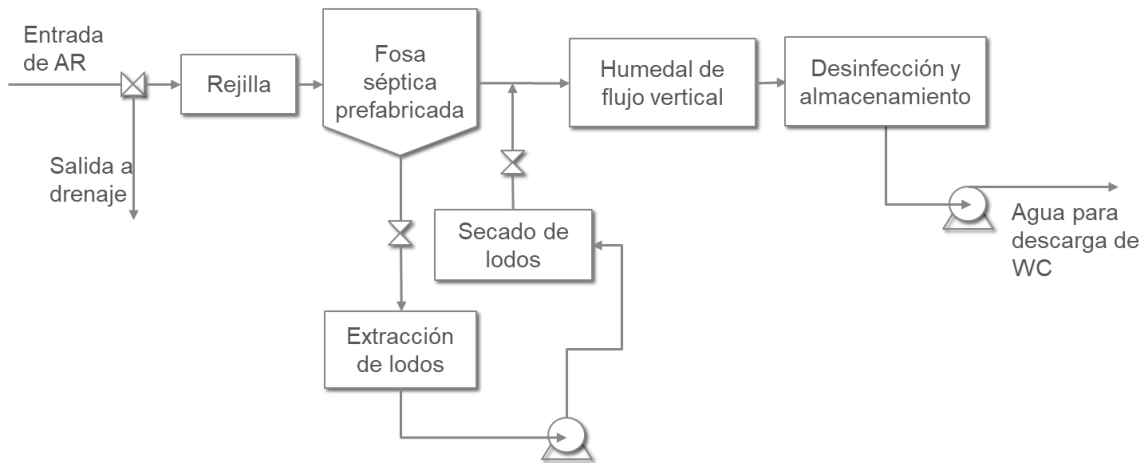 Entrada
de AR
Rejilla
Fosa
séptica
prefabricada
Humedal de
flujo vertical
Desinfección y
almacenamiento
Salida a
drenaje
Secado de
lodos
Agua para
descarga de
WC
Extracción
de lodos